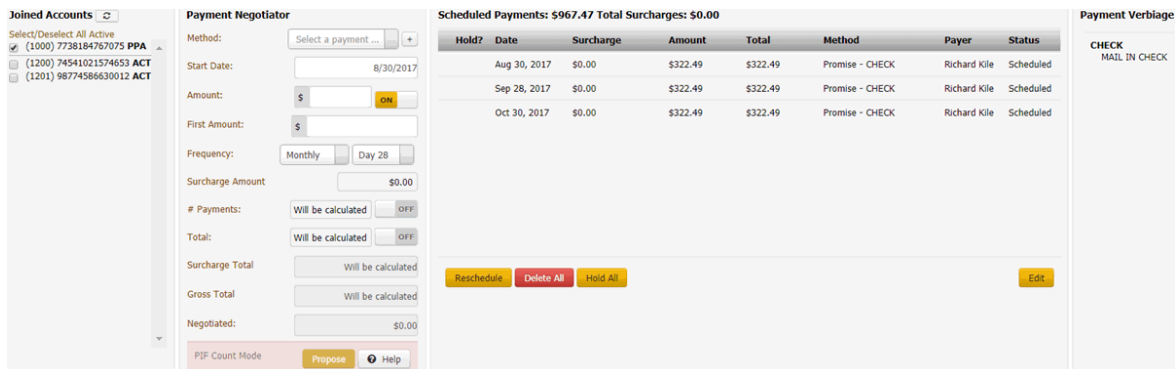 Joined Accounts
Select/Deselect All Active
(1000) 7738184767075 PPA
(1200) 74541021574653 ACT
(1201) 98774586630012 ACT
Payment Negotiator
Method: Select a payment ... +
Start Date: 8/30/2017
Amount: $ ON
First Amount: $
Frequency: Monthly Day 28
Surcharge Amount $0.00
# Payments: Will be calculated OFF
Total: Will be calculated OFF
Surcharge Total Will be calculated
Gross Total Will be calculated
Negotiated: $0.00
PIF Count Mode Propose Help
Scheduled Payments: $967.47 Total Surcharges: $0.00
Hold? Date Surcharge Amount Total Method Payer Status
Aug 30, 2017 $0.00 $322.49 $322.49 Promise - CHECK Richard Kile Scheduled
Sep 28, 2017 $0.00 $322.49 $322.49 Promise - CHECK Richard Kile Scheduled
Oct 30, 2017 $0.00 $322.49 $322.49 Promise - CHECK Richard Kile Scheduled
Reschedule Delete All Hold All Edit
Payment Verbiage
CHECK
MAIL IN CHECK